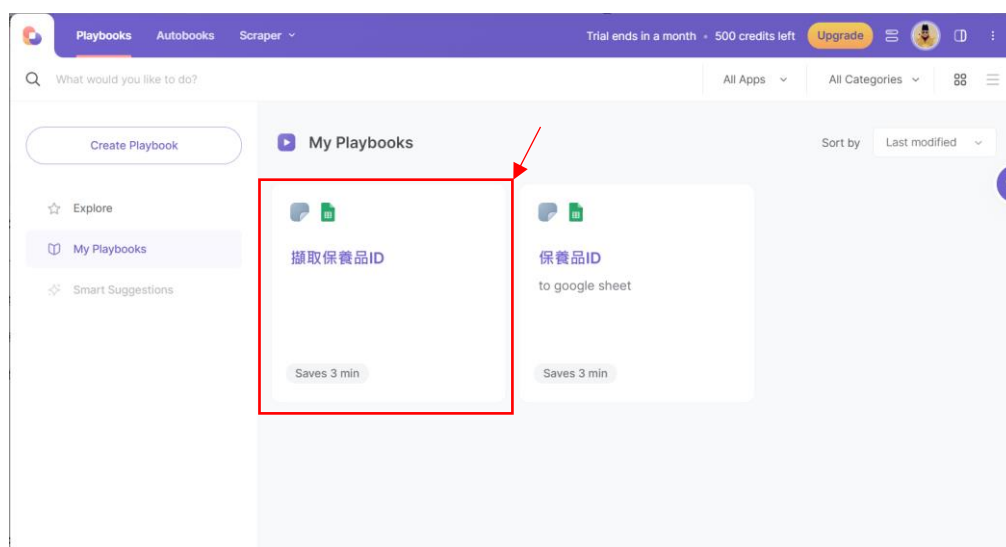 Playbooks Autobooks Scraper Trial ends in a month • 500 credits left Upgrade
What would you like to do? All Apps All Categories
Create Playbook
Explore
My Playbooks
Smart Suggestions
My Playbooks Sort by Last modified
擷取保養品ID
Saves 3 min
保養品ID
to google sheet
Saves 3 min